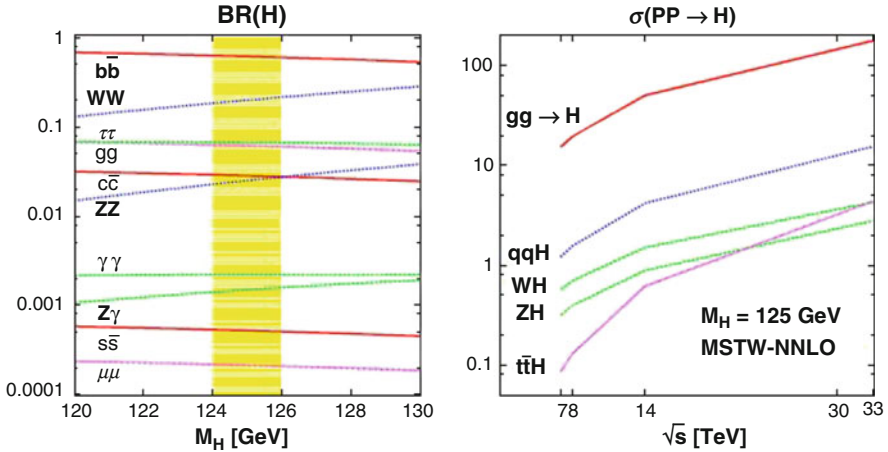 BR(H)
1
0.1
0.01
0.001
0.0001
bb̄
WW
ττ
gg
cc̄
ZZ
γγ
Zγ
ss̄
μμ
120 122 124 126 128 130
M_H [GeV]
σ(PP → H)
100
10
1
0.1
gg → H
qqH
WH
ZH
tt̄H
M_H = 125 GeV
MSTW-NNLO
7 8 14 30 33
√s [TeV]